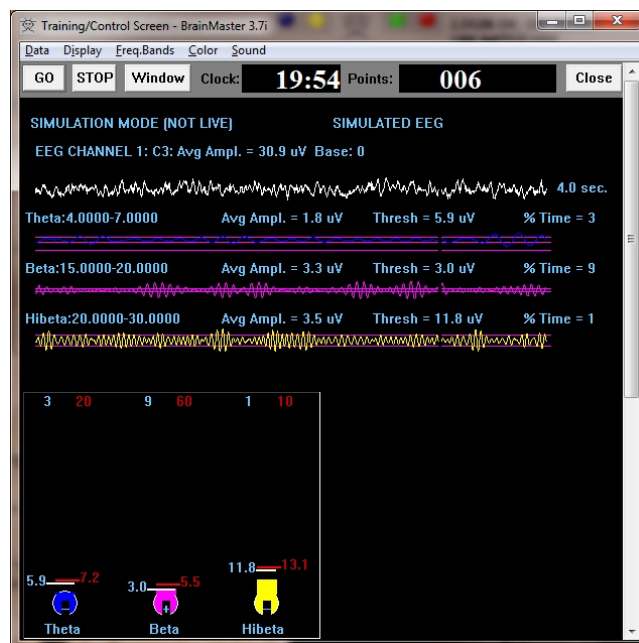 Training/Control Screen - BrainMaster 3.7i
Data Display Freq.Bands Color Sound
GO STOP Window Clock: 19:54 Points: 006 Close
SIMULATION MODE (NOT LIVE) SIMULATED EEG
EEG CHANNEL 1: C3: Avg Ampl. = 30.9 uV Base: 0
4.0 sec.
Theta:4.0000-7.0000 Avg Ampl. = 1.8 uV Thresh = 5.9 uV % Time = 3
Beta:15.0000-20.0000 Avg Ampl. = 3.3 uV Thresh = 3.0 uV % Time = 9
Hibeta:20.0000-30.0000 Avg Ampl. = 3.5 uV Thresh = 11.8 uV % Time = 1
3 20 9 60 1 10
11.8 13.1
5.9 7.2 3.0 5.5
Theta Beta Hibeta